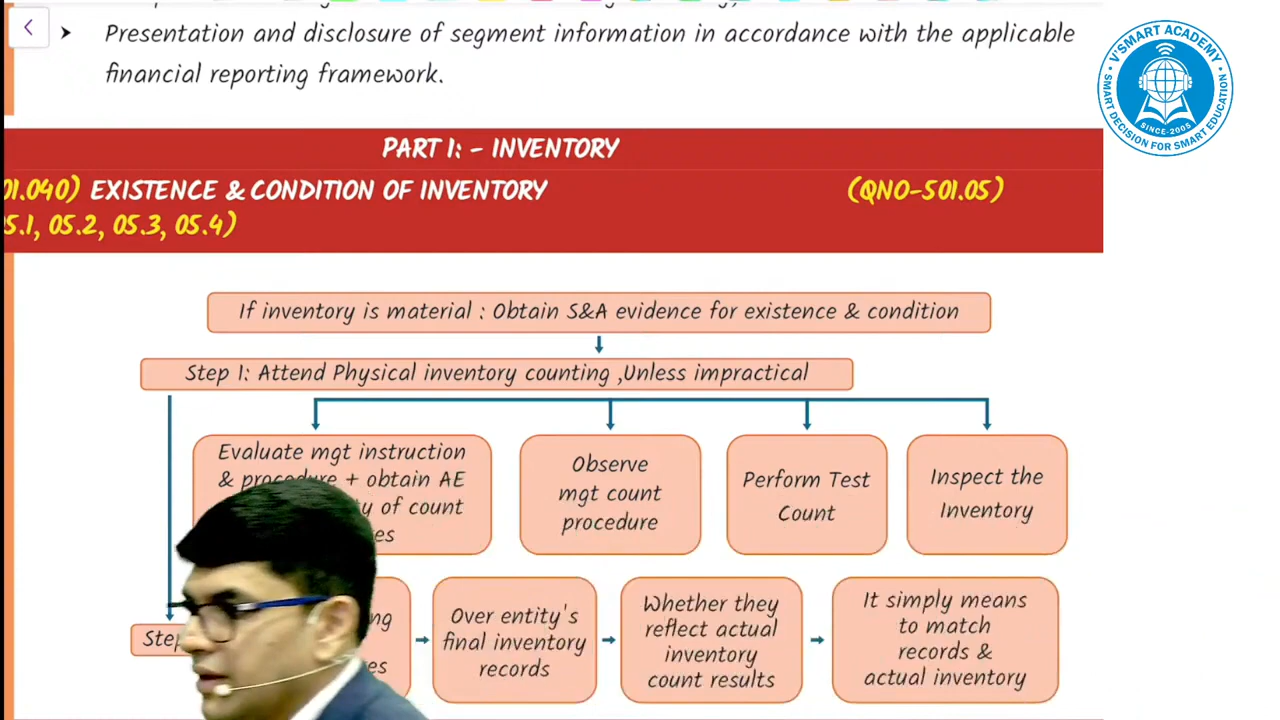 Presentation and disclosure of segment information in accordance with the applicable
financial reporting framework.
V'SMART ACADEMY
SMART DECISION FOR SMART EDUCATION
SINCE-2005
PART 1: - INVENTORY
01.040) EXISTENCE & CONDITION OF INVENTORY (QNO-501.05)
5.1, 05.2, 05.3, 05.4)
If inventory is material : Obtain S&A evidence for existence & condition
Step 1: Attend Physical inventory counting ,Unless impractical
Evaluate mgt instruction
& procedure + obtain AE
of count
Observe
mgt count
procedure
Perform Test
Count
Inspect the
Inventory
Step
Over entity's
final inventory
records
Whether they
reflect actual
inventory
count results
It simply means
to match
records &
actual inventory